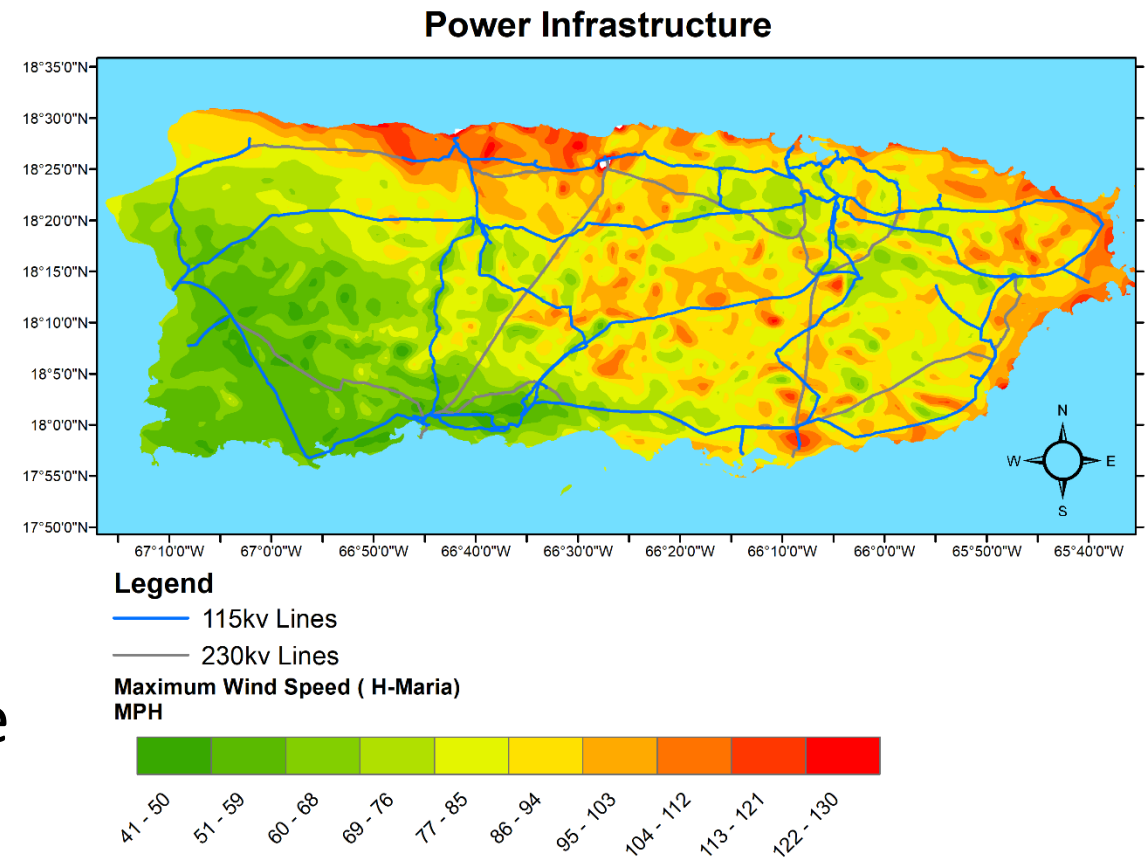 Power Infrastructure
18°35'0"N
18°30'0"N
18°25'0"N
18°20'0"N
18°15'0"N
18°10'0"N
18°5'0"N
18°0'0"N
17°55'0"N
17°50'0"N
N
W E
S
67°10'0"W 67°0'0"W 66°50'0"W 66°40'0"W 66°30'0"W 66°20'0"W 66°10'0"W 66°0'0"W 65°50'0"W 65°40'0"W
Legend
115kv Lines
230kv Lines
Maximum Wind Speed ( H-Maria)
MPH
e
41 - 50 51 - 59 60 - 68 69 - 76 77 - 85 86 - 94 95 - 103 104 - 112 113 - 121 122 - 130